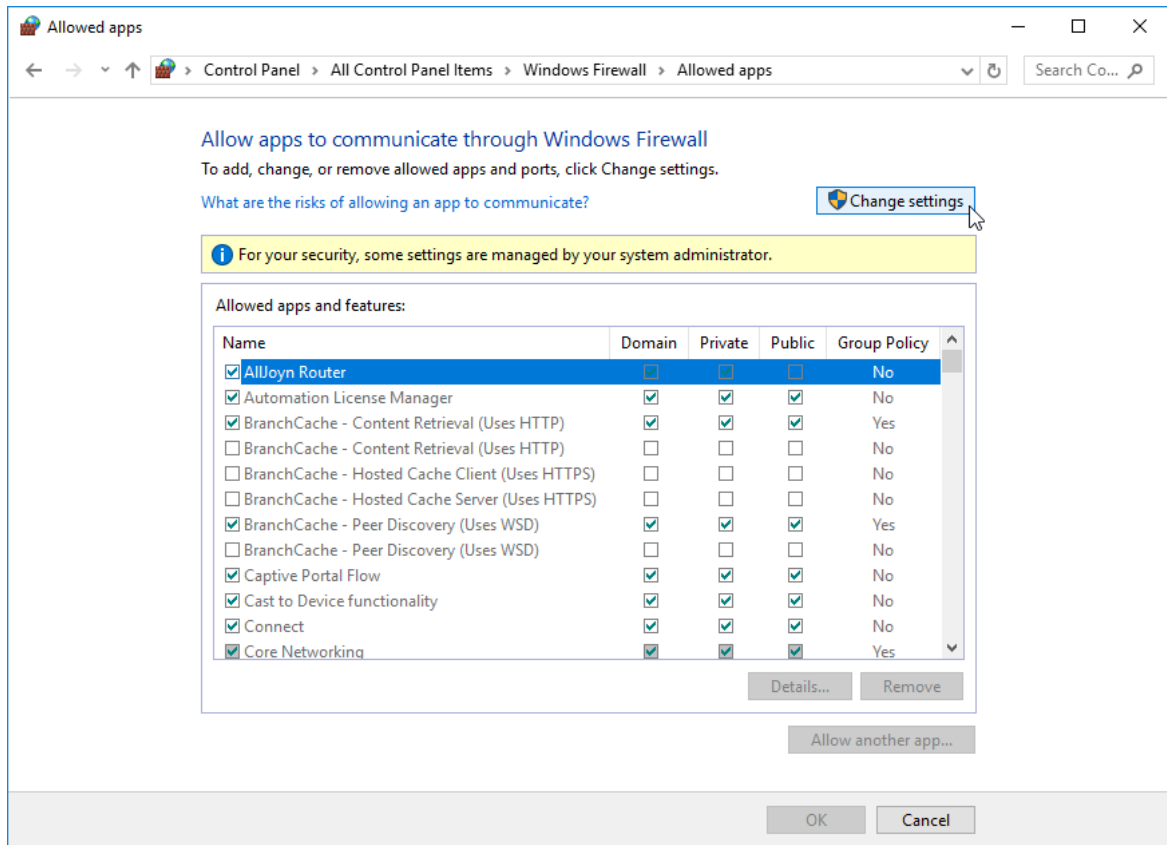 Allowed apps
Control Panel > All Control Panel Items > Windows Firewall > Allowed apps
Search Co...
Allow apps to communicate through Windows Firewall
To add, change, or remove allowed apps and ports, click Change settings.
What are the risks of allowing an app to communicate?
Change settings
For your security, some settings are managed by your system administrator.
Allowed apps and features:
Name Domain Private Public Group Policy
AllJoyn Router No
Automation License Manager No
BranchCache - Content Retrieval (Uses HTTP) Yes
BranchCache - Content Retrieval (Uses HTTP) No
BranchCache - Hosted Cache Client (Uses HTTPS) No
BranchCache - Hosted Cache Server (Uses HTTPS) No
BranchCache - Peer Discovery (Uses WSD) Yes
BranchCache - Peer Discovery (Uses WSD) No
Captive Portal Flow No
Cast to Device functionality No
Connect No
Core Networking Yes
Details... Remove
Allow another app...
OK Cancel